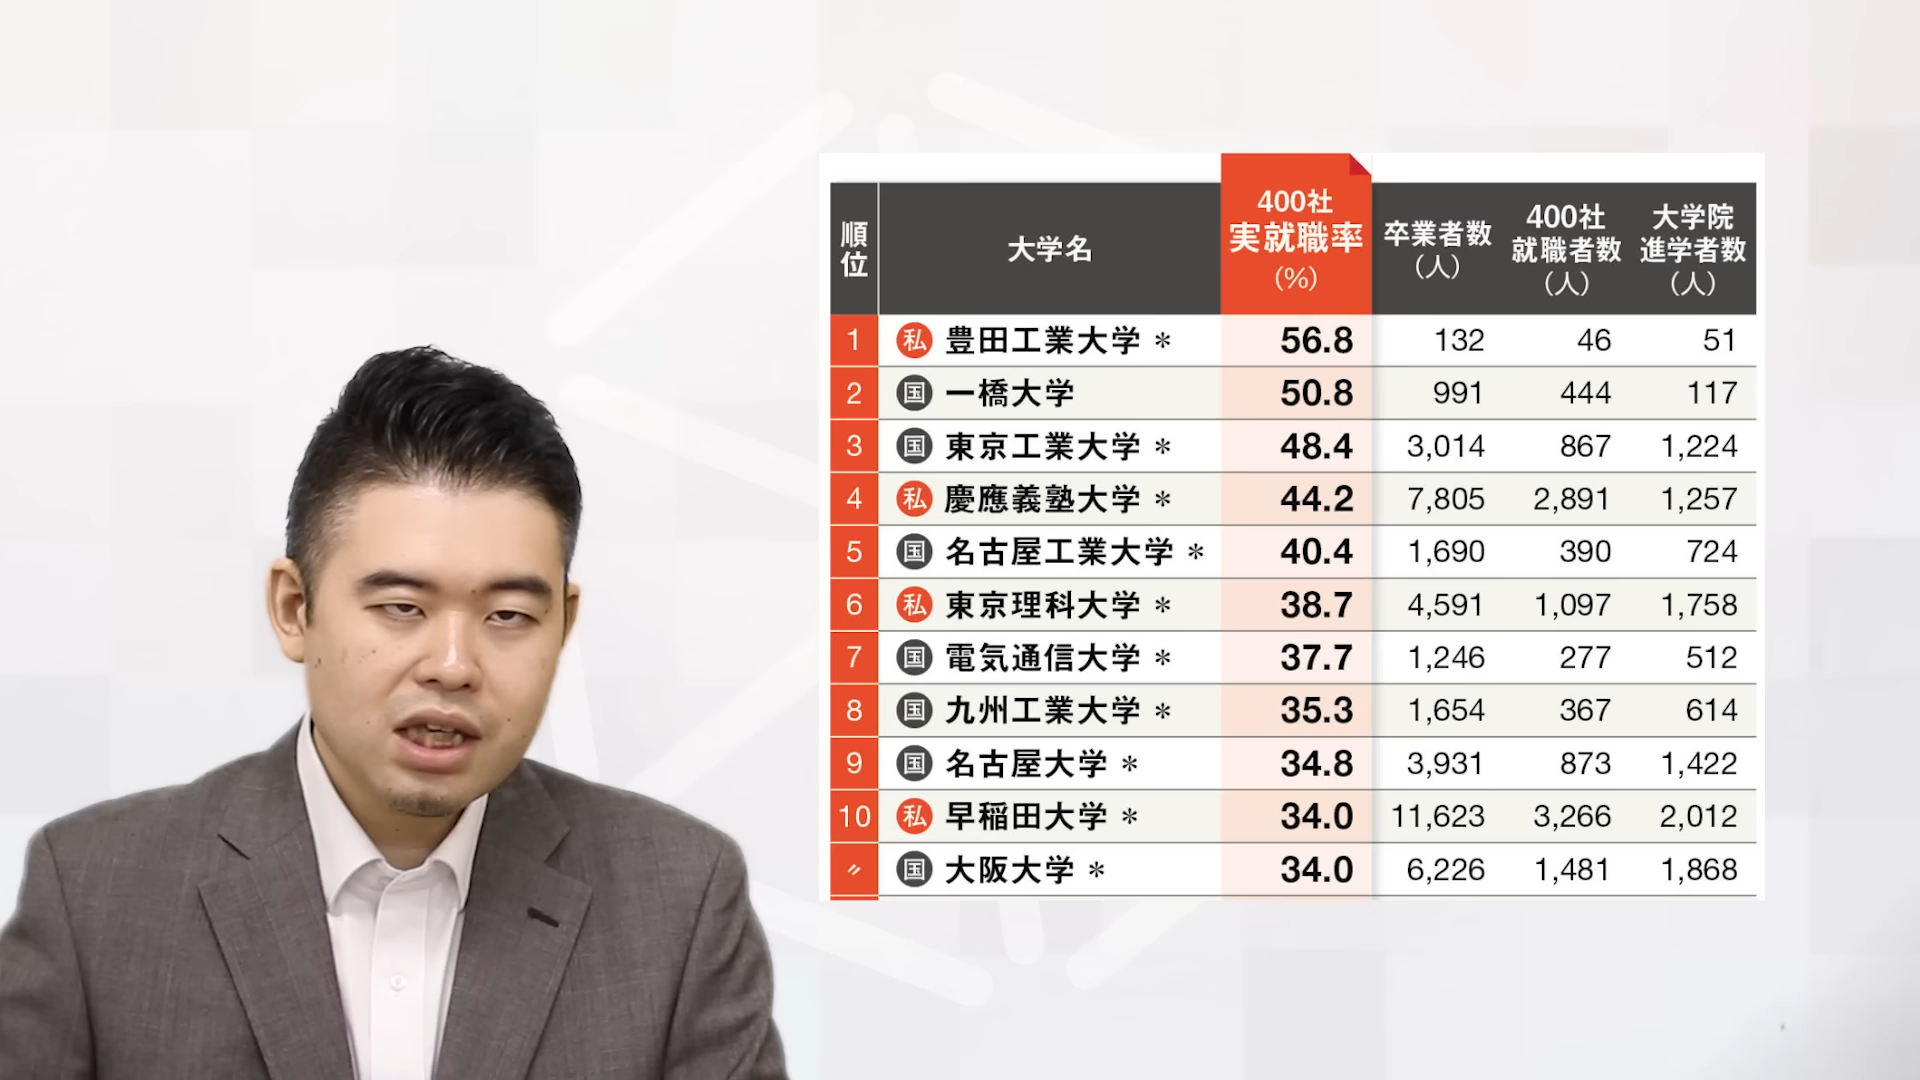 順位 大学名 400社実就職率(%) 卒業者数(人) 400社就職者数(人) 大学院進学者数(人)
1 私 豊田工業大学 * 56.8 132 46 51
2 国 一橋大学 50.8 991 444 117
3 国 東京工業大学 * 48.4 3,014 867 1,224
4 私 慶應義塾大学 * 44.2 7,805 2,891 1,257
5 国 名古屋工業大学 * 40.4 1,690 390 724
6 私 東京理科大学 * 38.7 4,591 1,097 1,758
7 国 電気通信大学 * 37.7 1,246 277 512
8 国 九州工業大学 * 35.3 1,654 367 614
9 国 名古屋大学 * 34.8 3,931 873 1,422
10 私 早稲田大学 * 34.0 11,623 3,266 2,012
〃 国 大阪大学 * 34.0 6,226 1,481 1,868